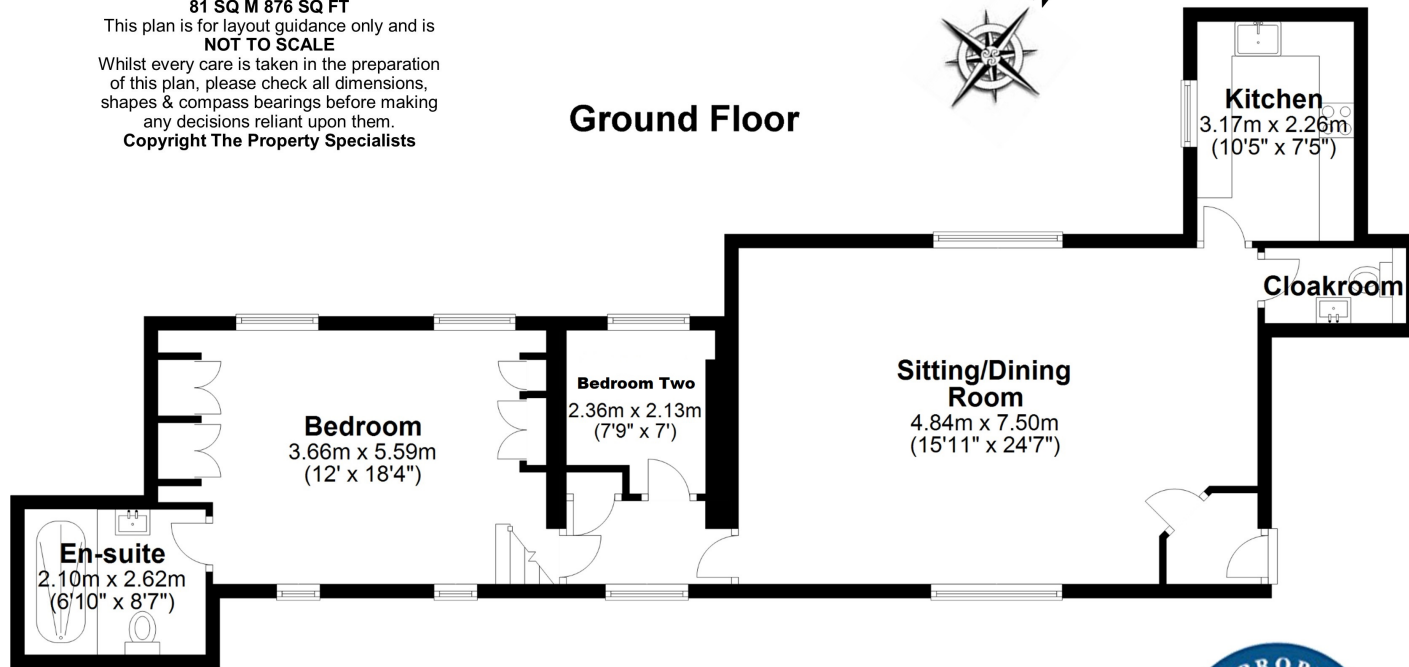 81 SQ M 876 SQ FT
This plan is for layout guidance only and is
NOT TO SCALE
Whilst every care is taken in the preparation
of this plan, please check all dimensions,
shapes & compass bearings before making
any decisions reliant upon them.
Copyright The Property Specialists
Ground Floor
Kitchen
3.17m x 2.26m
(10'5" x 7'5")
Cloakroom
Sitting/Dining
Room
4.84m x 7.50m
(15'11" x 24'7")
Bedroom Two
2.36m x 2.13m
(7'9" x 7')
Bedroom
3.66m x 5.59m
(12' x 18'4")
En-suite
2.10m x 2.62m
(6'10" x 8'7")